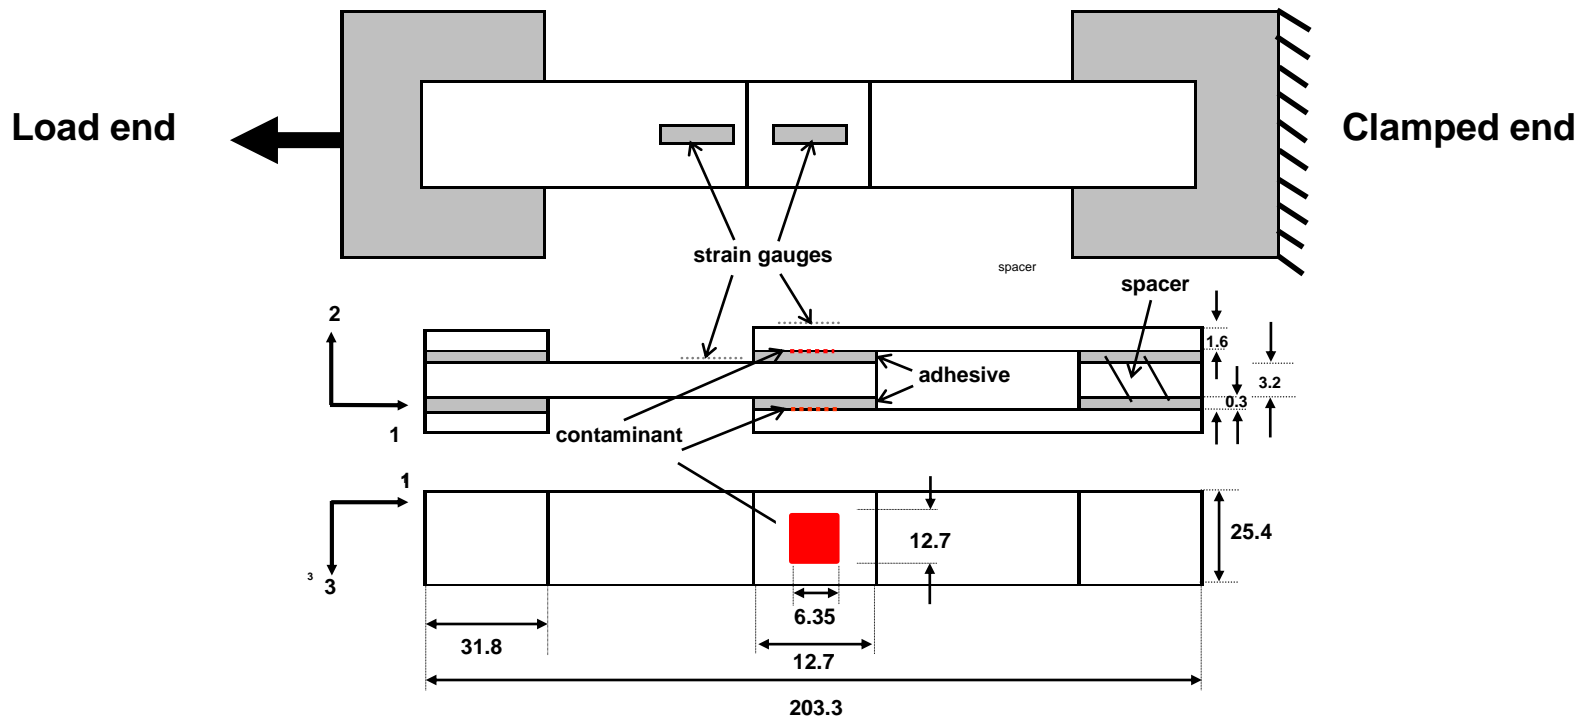 Load end
Clamped end
strain gauges
spacer
spacer
2
1.6
adhesive
3.2
0.3
1
contaminant
1
25.4
12.7
3
3
6.35
31.8
12.7
203.3